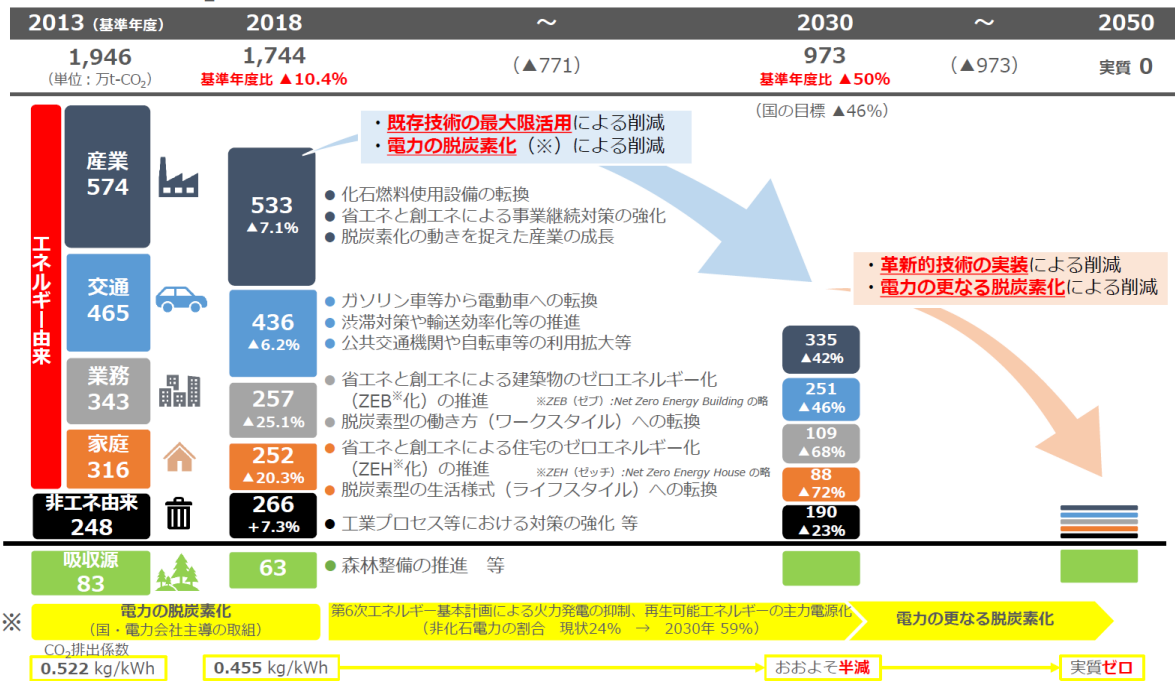 2013（基準年度） 2018 ～ 2030 ～ 2050
1,946 1,744 （▲771） 973 （▲973） 実質 0
（単位：万t-CO₂） 基準年度比 ▲10.4% 基準年度比 ▲50%
（国の目標 ▲46%）
・既存技術の最大限活用による削減
・電力の脱炭素化（※）による削減
エネルギー由来
産業
574
533
▲7.1%
● 化石燃料使用設備の転換
● 省エネと創エネによる事業継続対策の強化
● 脱炭素化の動きを捉えた産業の成長
・革新的技術の実装による削減
・電力の更なる脱炭素化による削減
交通
465
436
▲6.2%
● ガソリン車等から電動車への転換
● 渋滞対策や輸送効率化等の推進
● 公共交通機関や自転車等の利用拡大等
335
▲42%
業務
343
257
▲25.1%
● 省エネと創エネによる建築物のゼロエネルギー化
（ZEB※化）の推進 ※ZEB（ゼブ）:Net Zero Energy Building の略
● 脱炭素型の働き方（ワークスタイル）への転換
251
▲46%
109
▲68%
家庭
316
252
▲20.3%
● 省エネと創エネによる住宅のゼロエネルギー化
（ZEH※化）の推進 ※ZEH（ゼッチ）:Net Zero Energy House の略
● 脱炭素型の生活様式（ライフスタイル）への転換
88
▲72%
非エネ由来
248
266
+7.3%
● 工業プロセス等における対策の強化 等
190
▲23%
吸収源
83
63
● 森林整備の推進 等
※
電力の脱炭素化
（国・電力会社主導の取組）
第6次エネルギー基本計画による火力発電の抑制、再生可能エネルギーの主力電源化
（非化石電力の割合 現状24% → 2030年 59%）
電力の更なる脱炭素化
CO₂排出係数
0.522 kg/kWh 0.455 kg/kWh おおよそ半減 実質ゼロ